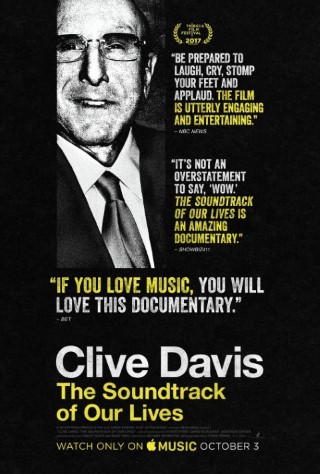 TRIBECA
FILM
FESTIVAL
2017
“BE PREPARED TO
LAUGH, CRY, STOMP
YOUR FEET AND
APPLAUD. THE FILM
IS UTTERLY ENGAGING
AND ENTERTAINING.”
– NBC NEWS
“IT’S NOT AN
OVERSTATEMENT
TO SAY, ‘WOW.’
THE SOUNDTRACK
OF OUR LIVES IS
AN AMAZING
DOCUMENTARY.”
– SHOWBIZ411
“IF YOU LOVE MUSIC, YOU WILL
LOVE THIS DOCUMENTARY.”
– BET
Clive Davis
The Soundtrack
of Our Lives
WATCH ONLY ON MUSIC OCTOBER 3